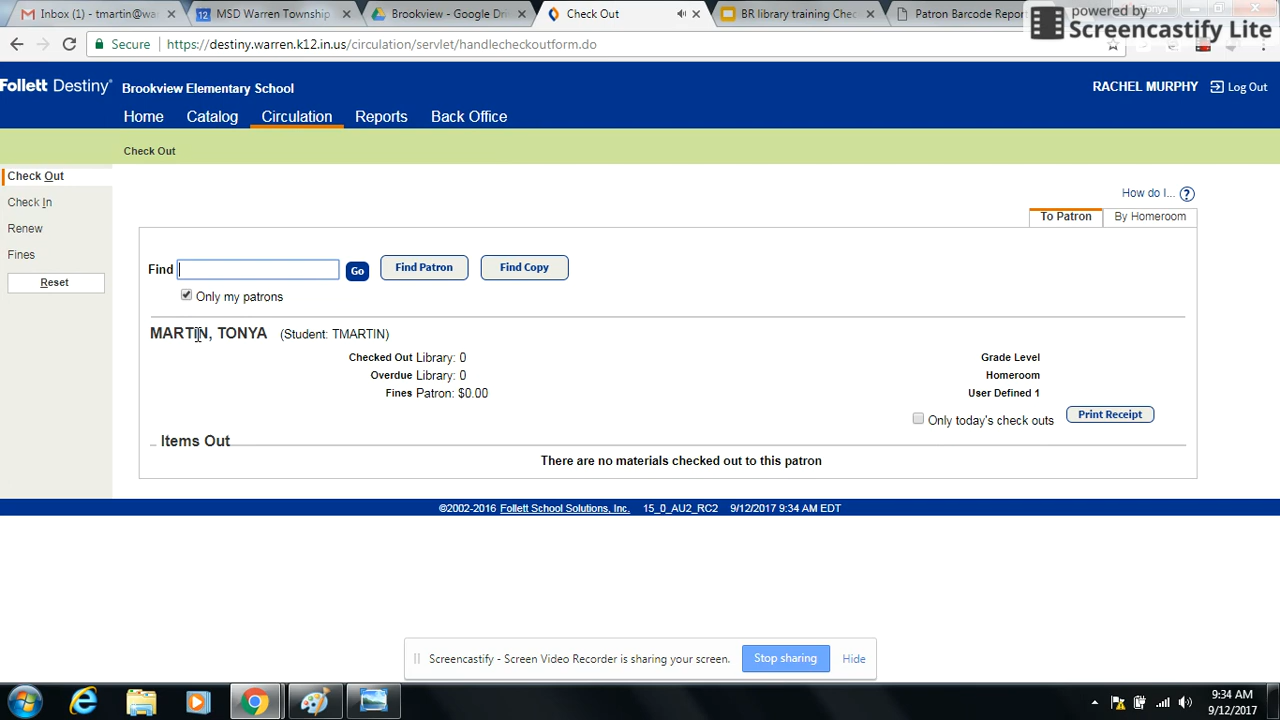 Inbox (1) - tmartin@wa
MSD Warren Township
Brookview - Google Dri
Check Out
BR library training Chec
Patron Barcode Repor
powered by
Screencastify Lite
Secure
https://destiny.warren.k12.in.us/circulation/servlet/handlecheckoutform.do
Follett Destiny
Brookview Elementary School
RACHEL MURPHY
Log Out
Home
Catalog
Circulation
Reports
Back Office
Check Out
Check Out
Check In
Renew
Fines
Reset
How do I...
?
To Patron
By Homeroom
Find
Go
Find Patron
Find Copy
Only my patrons
MARTIN, TONYA (Student: TMARTIN)
Checked Out Library: 0
Overdue Library: 0
Fines Patron: $0.00
Grade Level
Homeroom
User Defined 1
Only today's check outs
Print Receipt
Items Out
There are no materials checked out to this patron
©2002-2016 Follett School Solutions, Inc. 15_0_AU2_RC2 9/12/2017 9:34 AM EDT
Screencastify - Screen Video Recorder is sharing your screen.
Stop sharing
Hide
9:34 AM
9/12/2017